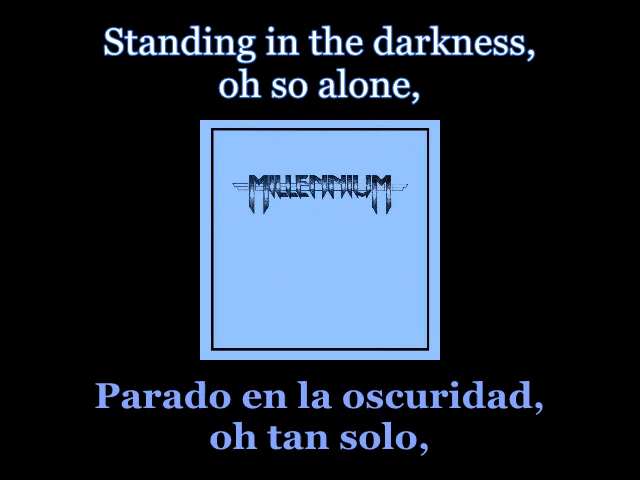 Standing in the darkness,
oh so alone,
MILLENNIUM
Parado en la oscuridad,
oh tan solo,